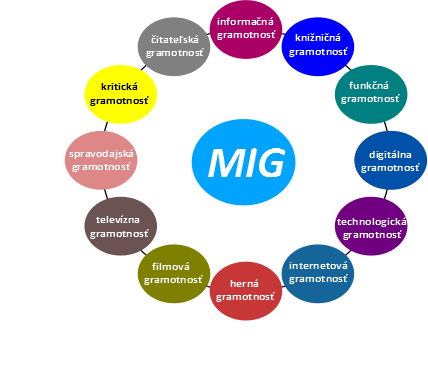 informačná
gramotnosť
knižničná
gramotnosť
funkčná
gramotnosť
digitálna
gramotnosť
technologická
gramotnosť
internetová
gramotnosť
herná
gramotnosť
filmová
gramotnosť
televízna
gramotnosť
spravodajská
gramotnosť
kritická
gramotnosť
čitateľská
gramotnosť
MIG